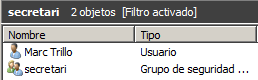 secretari 2 objetos [Filtro activado]
Nombre Tipo
Marc Trillo Usuario
secretari Grupo de seguridad ...